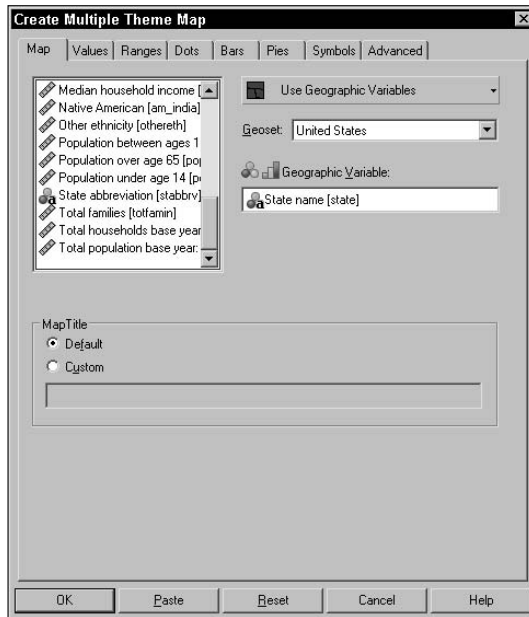 Create Multiple Theme Map
Map Values Ranges Dots Bars Pies Symbols Advanced
Median household income [
Native American [am_india]
Other ethnicity [othereth]
Population between ages 1
Population over age 65 [po
Population under age 14 [p
State abbreviation [stabbrv]
Total families [totfamin]
Total households base year
Total population base year:
Use Geographic Variables
Geoset: United States
Geographic Variable:
State name [state]
MapTitle
Default
Custom
OK Paste Reset Cancel Help